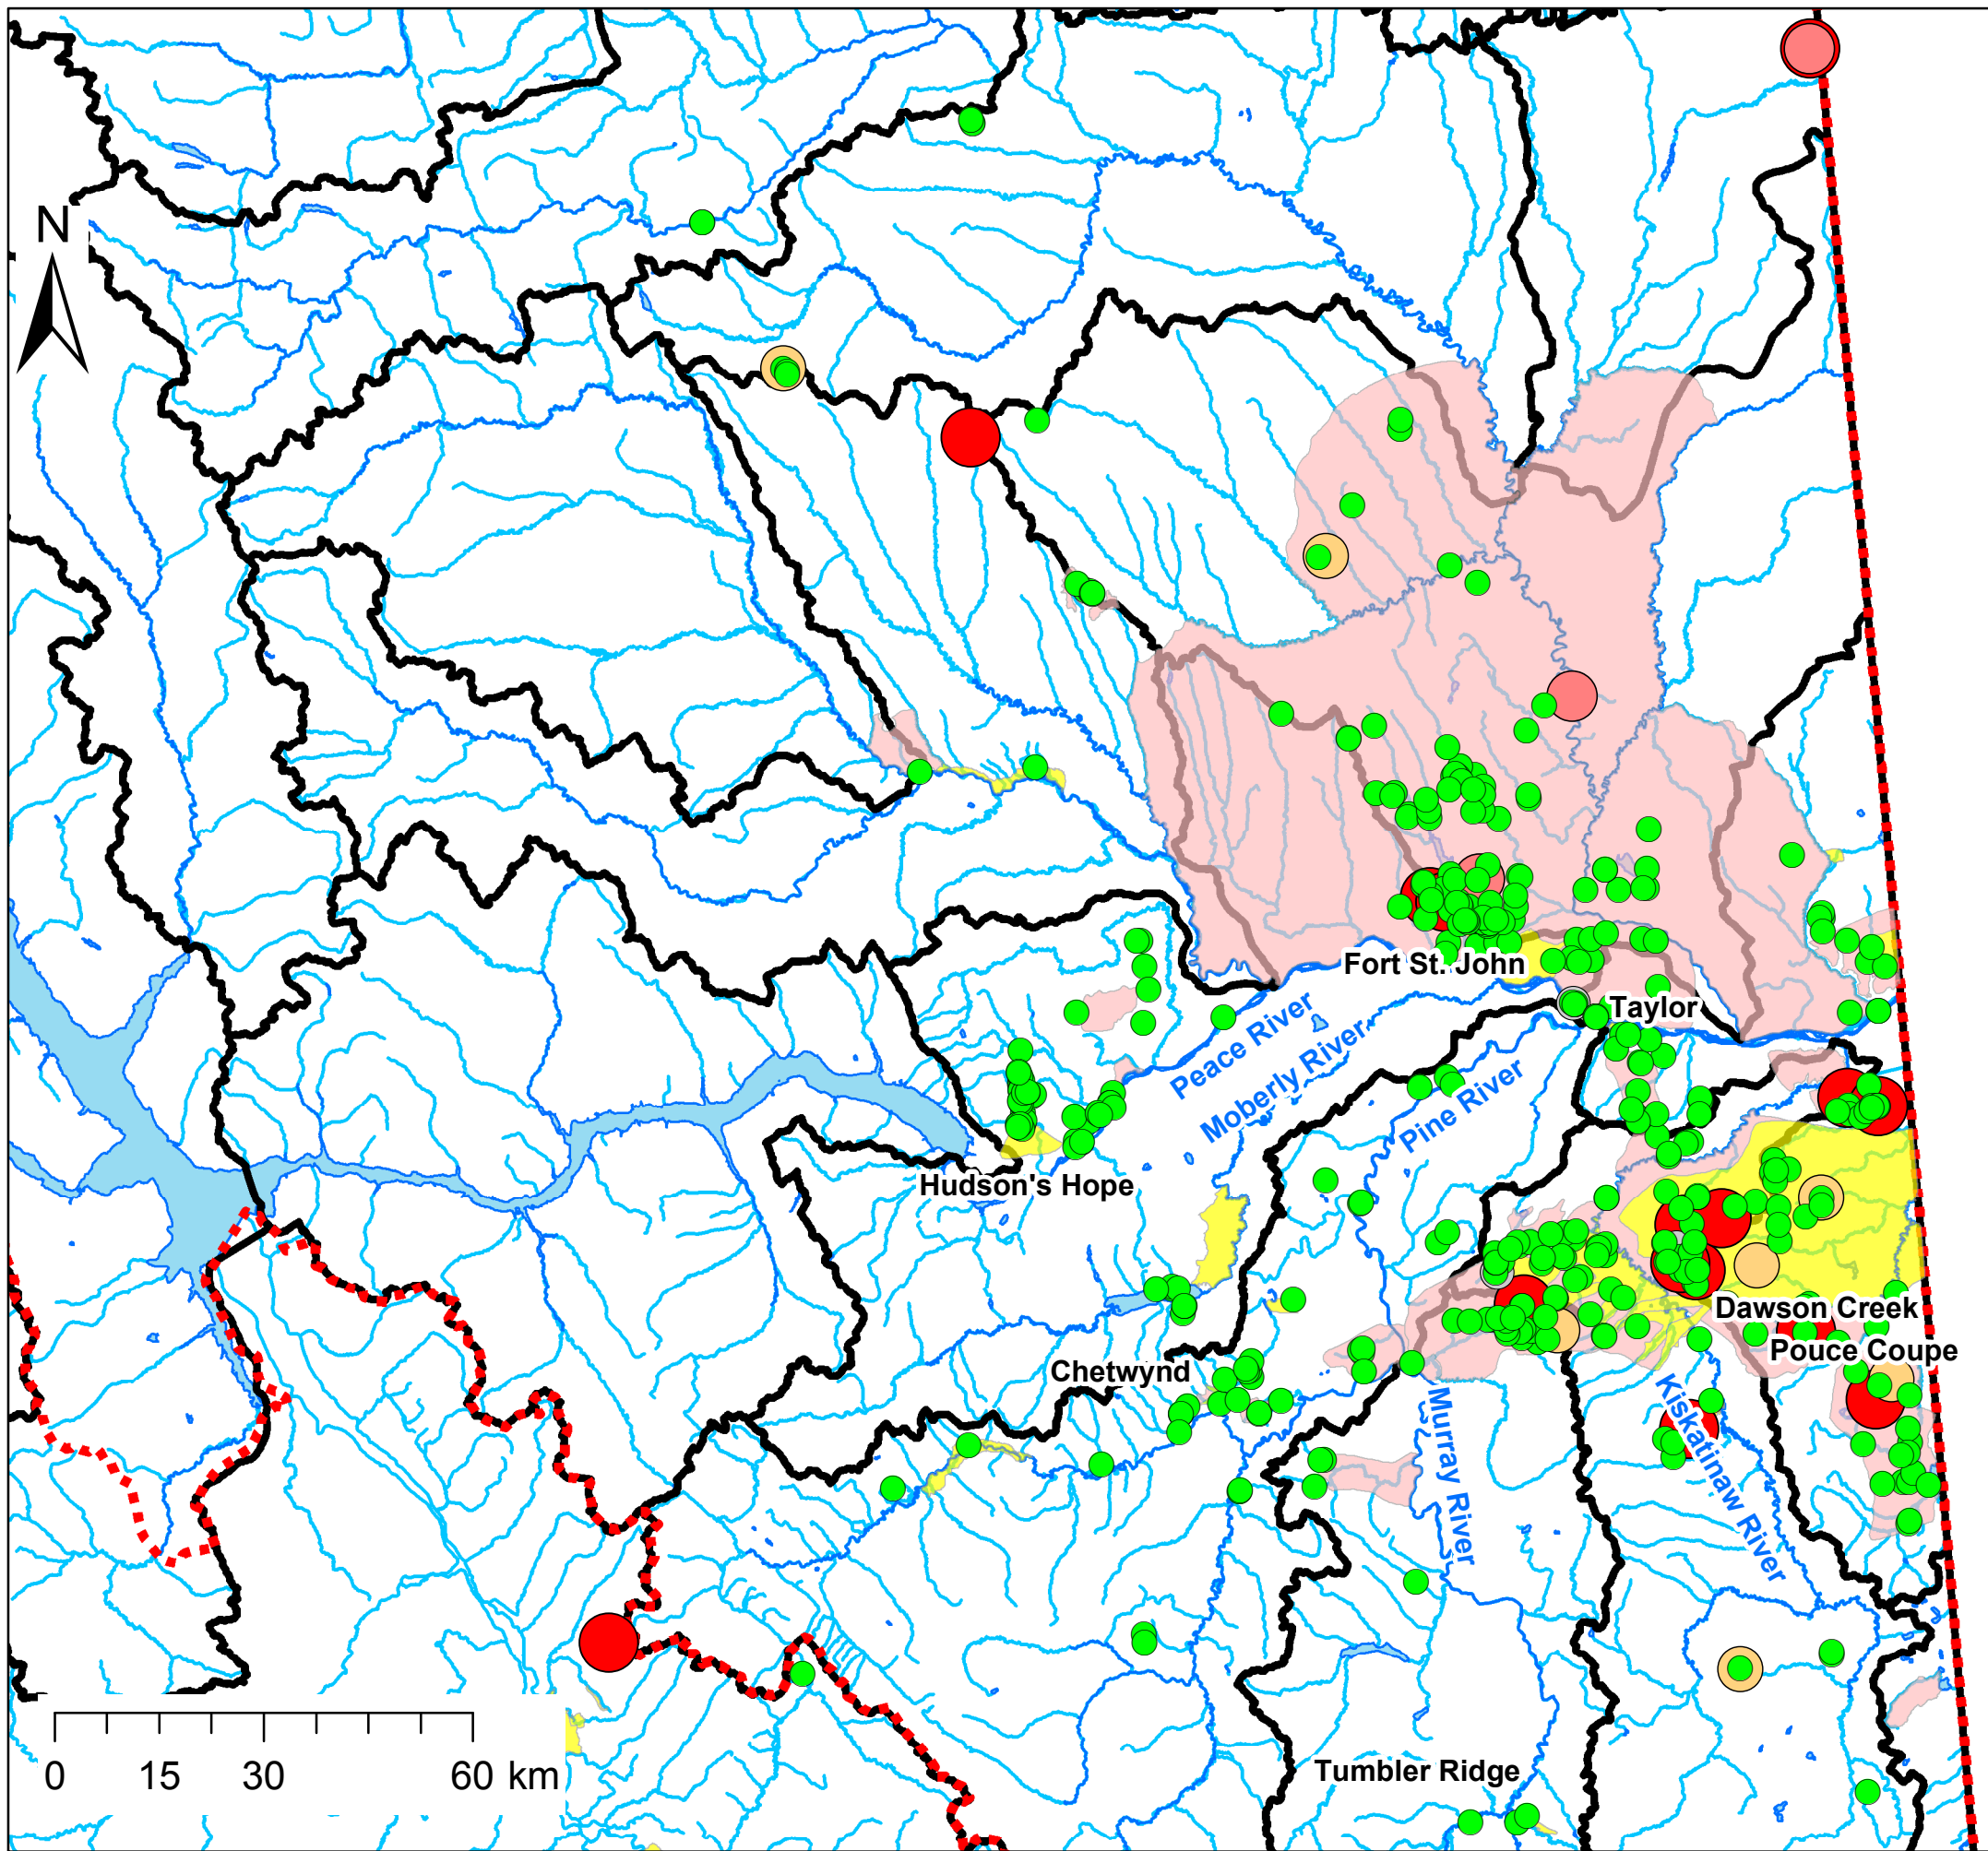 N
Fort St. John
Taylor
Peace River
Moberly River
Pine River
Hudson's Hope
Dawson Creek
Pouce Coupe
Chetwynd
Kiskatinaw River
Murray River
Tumbler Ridge
0 15 30 60 km